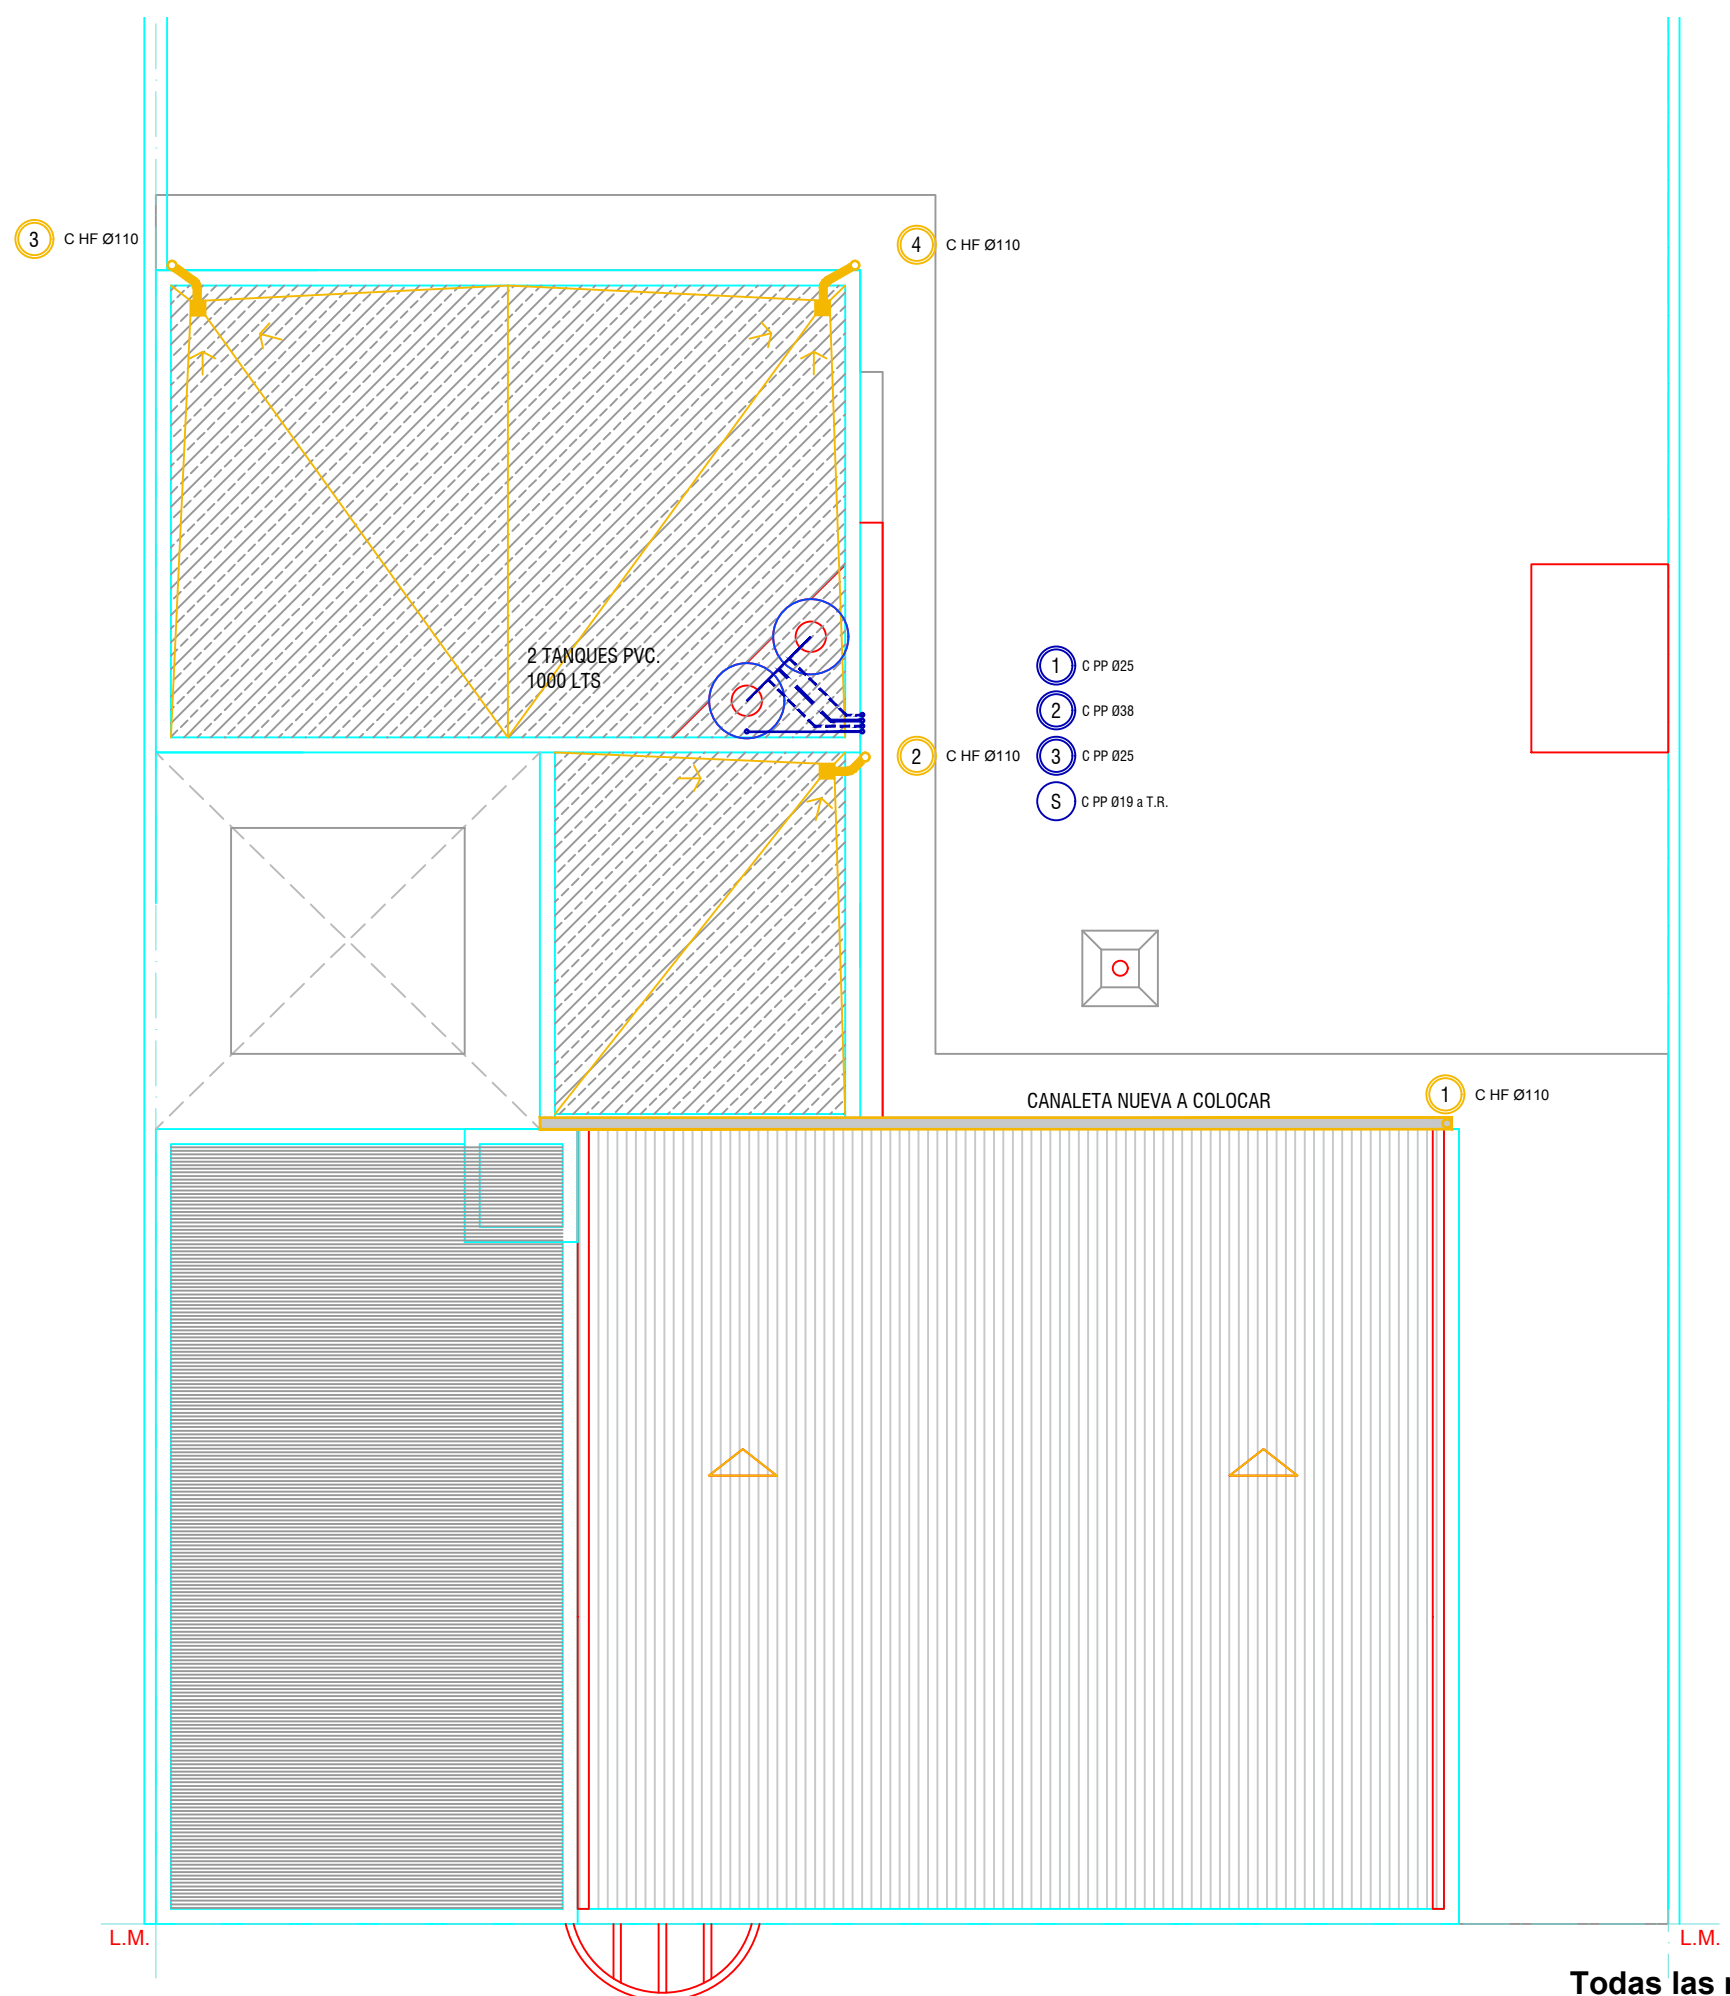 3 C HF Ø110
4 C HF Ø110
2 TANQUES PVC.
1000 LTS
1 C PP Ø25
2 C PP Ø38
2 C HF Ø110
3 C PP Ø25
S C PP Ø19 a T.R.
CANALETA NUEVA A COLOCAR
1 C HF Ø110
L.M.
L.M.
Todas las